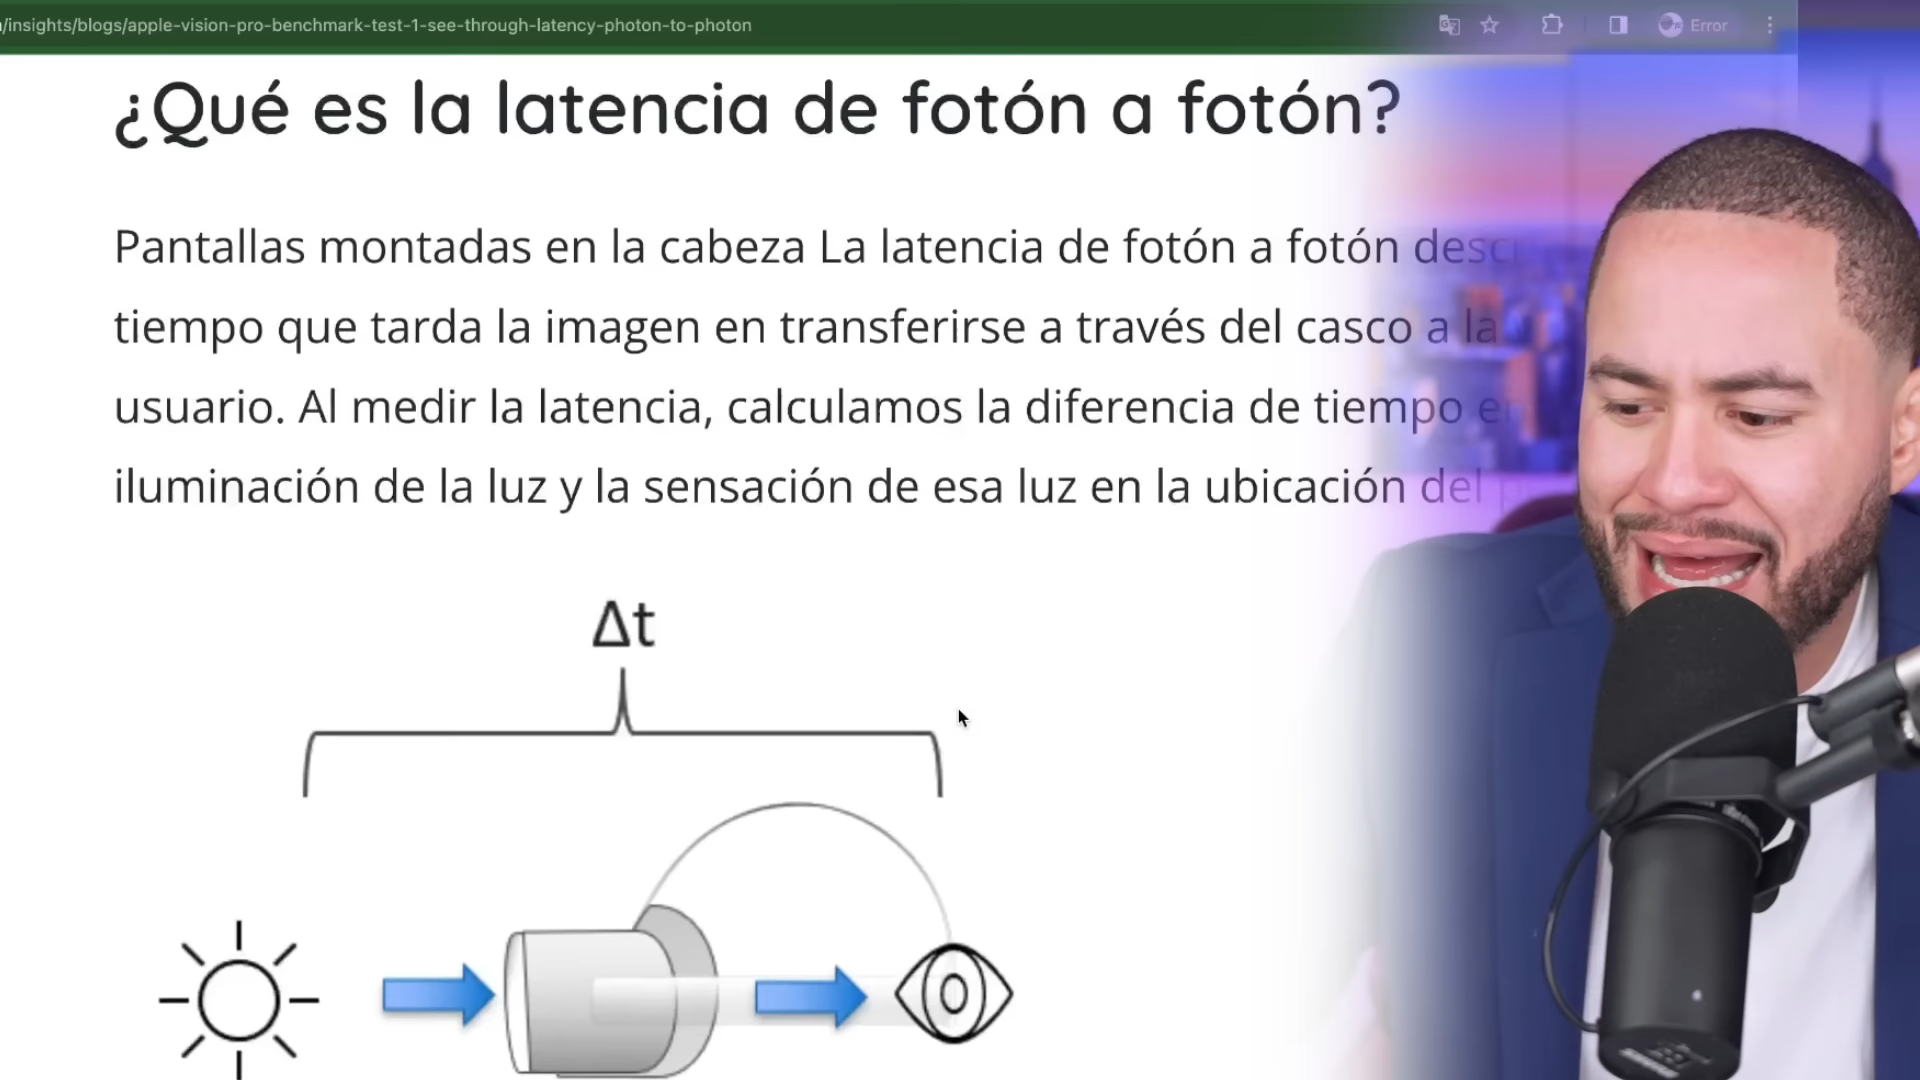 /insights/blogs/apple-vision-pro-benchmark-test-1-see-through-latency-photon-to-photon
Error
¿Qué es la latencia de fotón a fotón?
Pantallas montadas en la cabeza La latencia de fotón a fotón
tiempo que tarda la imagen en transferirse a través del casco a la
usuario. Al medir la latencia, calculamos la diferencia de tiempo
iluminación de la luz y la sensación de esa luz en la ubicación del
Δt